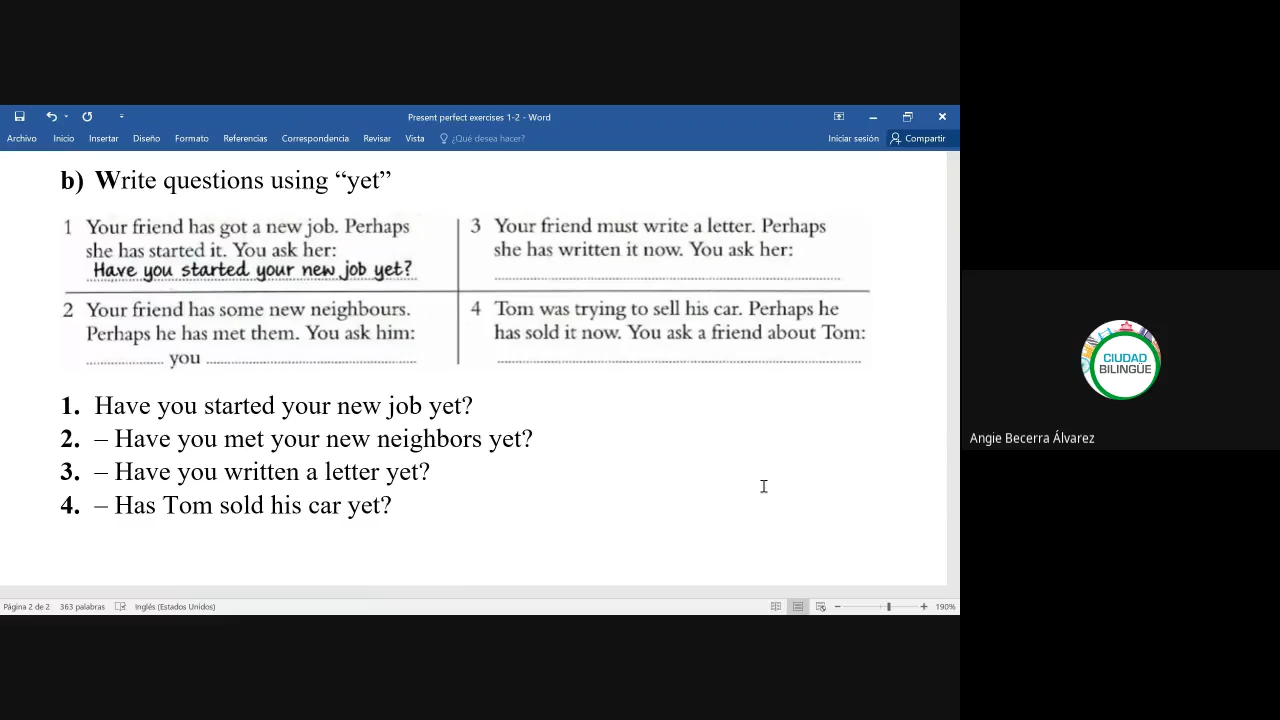 Present perfect exercises 1-2 - Word
Archivo Inicio Insertar Diseño Formato Referencias Correspondencia Revisar Vista ¿Qué desea hacer? Iniciar sesión Compartir
b) Write questions using “yet”
1 Your friend has got a new job. Perhaps
she has started it. You ask her:
Have you started your new job yet?
2 Your friend has some new neighbours.
Perhaps he has met them. You ask him:
.................. you ..................................................
3 Your friend must write a letter. Perhaps
she has written it now. You ask her:
4 Tom was trying to sell his car. Perhaps he
has sold it now. You ask a friend about Tom:
1. Have you started your new job yet?
2. – Have you met your new neighbors yet?
3. – Have you written a letter yet?
4. – Has Tom sold his car yet?
CIUDAD
BILINGÜE
Angie Becerra Álvarez
Página 2 de 2 363 palabras Inglés (Estados Unidos) 190%